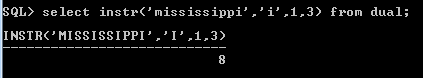 SQL> select instr('mississippi','i',1,3) from dual;
INSTR('MISSISSIPPI','I',1,3)
----------------------------
8